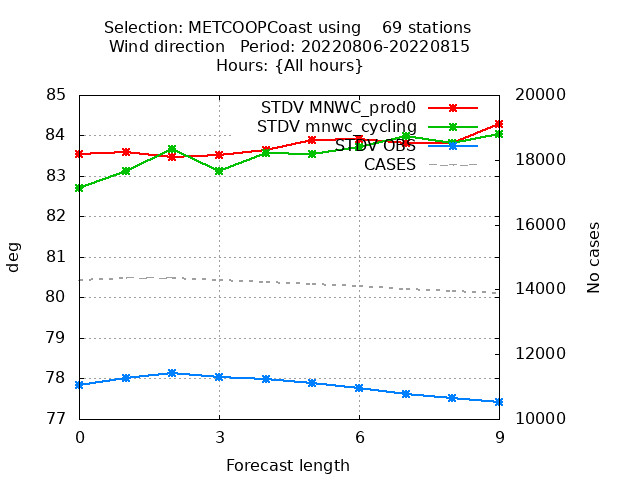 Selection: METCOOPCoast using    69 stations
Wind direction   Period: 20220806-20220815
Hours: {All hours}
85
84
83
82
81
80
79
78
77
20000
18000
16000
14000
12000
10000
STDV MNWC_prod0
STDV mnwc_cycling
STDV OBS
CASES
deg
No cases
0
3
6
9
Forecast length